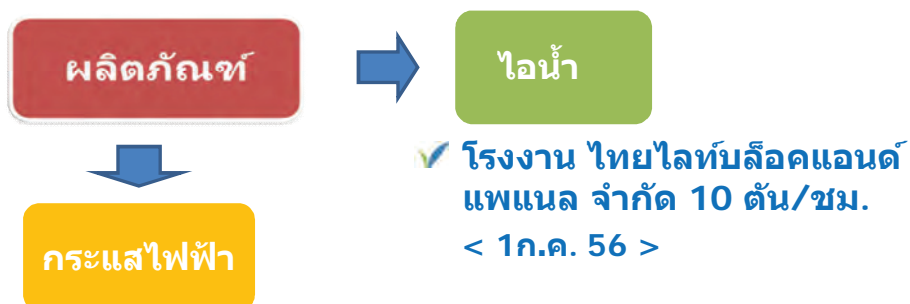 ผลิตภัณฑ์
ไอน้ำ
โรงงาน ไทยไลท์บล็อคแอนด์
แพแนล จำกัด 10 ตัน/ชม.
< 1ก.ค. 56 >
กระแสไฟฟ้า